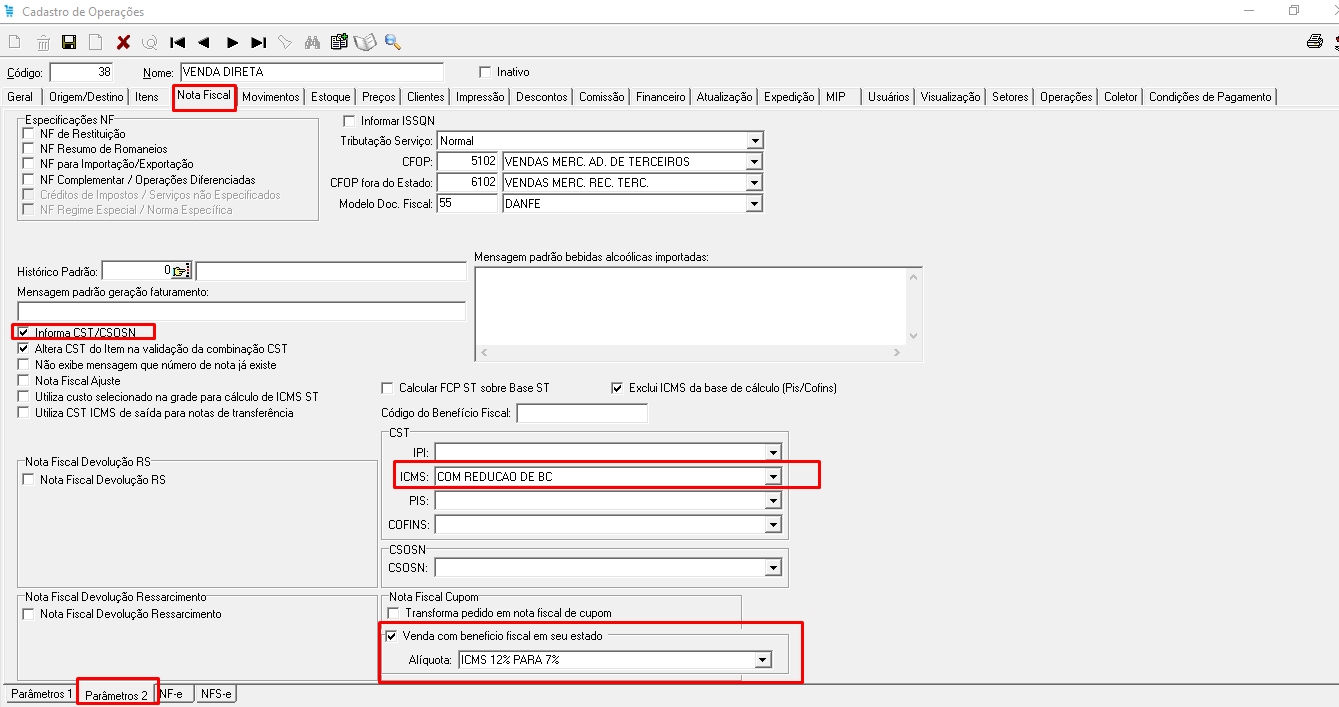 Cadastro de Operações
Código: 38 Nome: VENDA DIRETA Inativo
Geral Origem/Destino Itens Nota Fiscal Movimentos Estoque Preços Clientes Impressão Descontos Comissão Financeiro Atualização Expedição MIP Usuários Visualização Setores Operações Coletor Condições de Pagamento
Especificações NF
NF de Restituição
NF Resumo de Romaneios
NF para Importação/Exportação
NF Complementar / Operações Diferenciadas
Créditos de Impostos / Serviços não Especificados
NF Regime Especial / Norma Específica
Informar ISSQN
Tributação Serviço: Normal
CFOP: 5102 VENDAS MERC. AD. DE TERCEIROS
CFOP fora do Estado: 6102 VENDAS MERC. REC. TERC.
Modelo Doc. Fiscal: 55 DANFE
Histórico Padrão: 0
Mensagem padrão geração faturamento:
Mensagem padrão bebidas alcoólicas importadas:
Informa CST/CSOSN
Altera CST do Item na validação da combinação CST
Não exibe mensagem que número de nota já existe
Nota Fiscal Ajuste
Utiliza custo selecionado na grade para cálculo de ICMS ST
Utiliza CST ICMS de saída para notas de transferência
Calcular FCP ST sobre Base ST
Exclui ICMS da base de cálculo (Pis/Cofins)
Código do Benefício Fiscal:
CST
IPI:
ICMS: COM REDUCAO DE BC
PIS:
COFINS:
CSOSN
CSOSN:
Nota Fiscal Devolução RS
Nota Fiscal Devolução RS
Nota Fiscal Devolução Ressarcimento
Nota Fiscal Devolução Ressarcimento
Nota Fiscal Cupom
Transforma pedido em nota fiscal de cupom
Venda com beneficio fiscal em seu estado
Alíquota: ICMS 12% PARA 7%
Parâmetros 1 Parâmetros 2 NF-e NFS-e